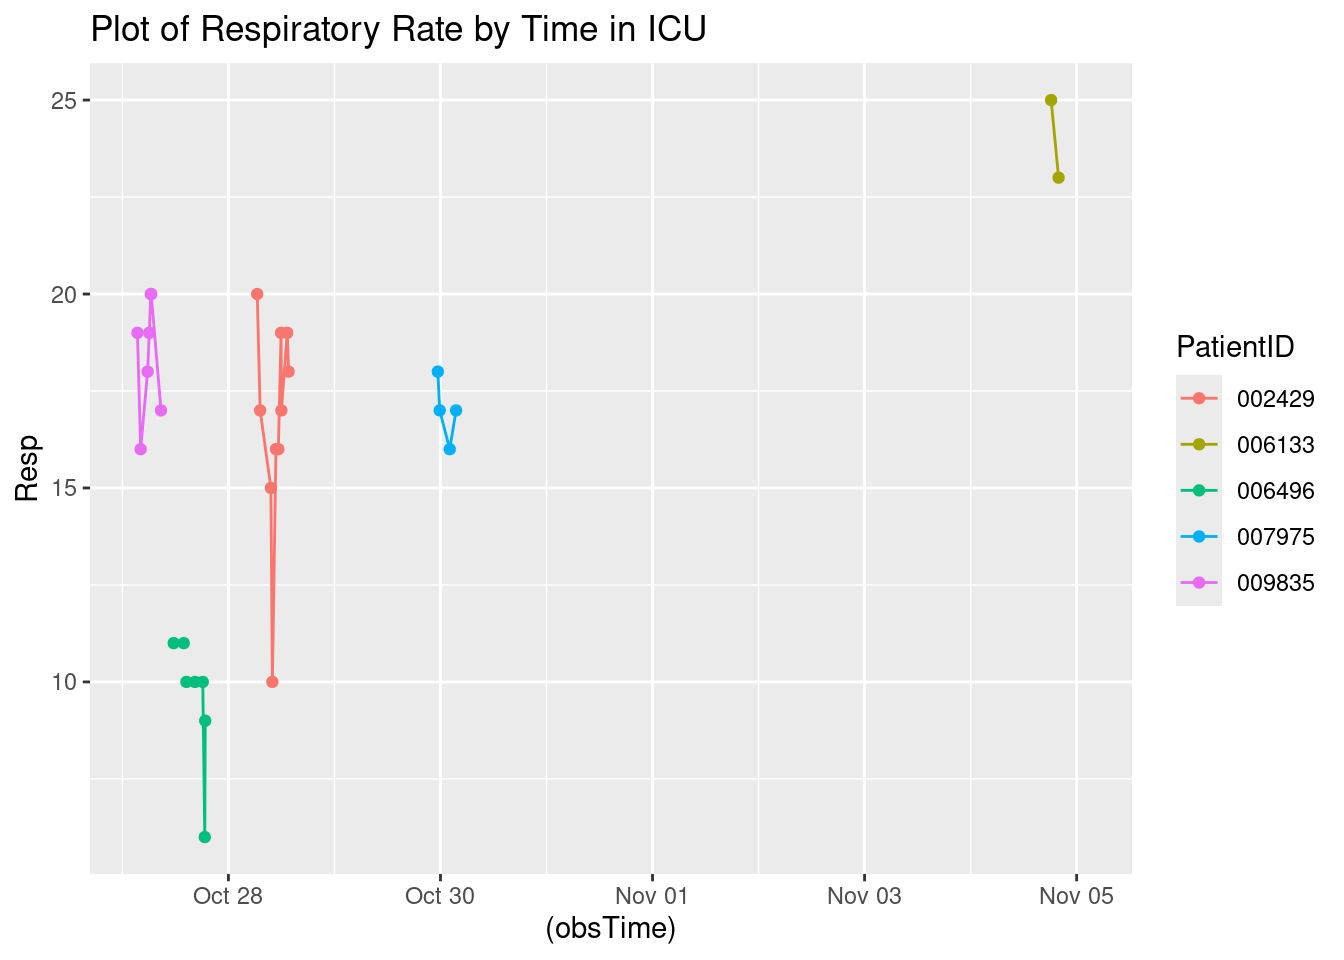 Plot of Respiratory Rate by Time in ICU
25
20
15
10
Resp
Oct 28
Oct 30
Nov 01
Nov 03
Nov 05
(obsTime)
PatientID
002429
006133
006496
007975
009835